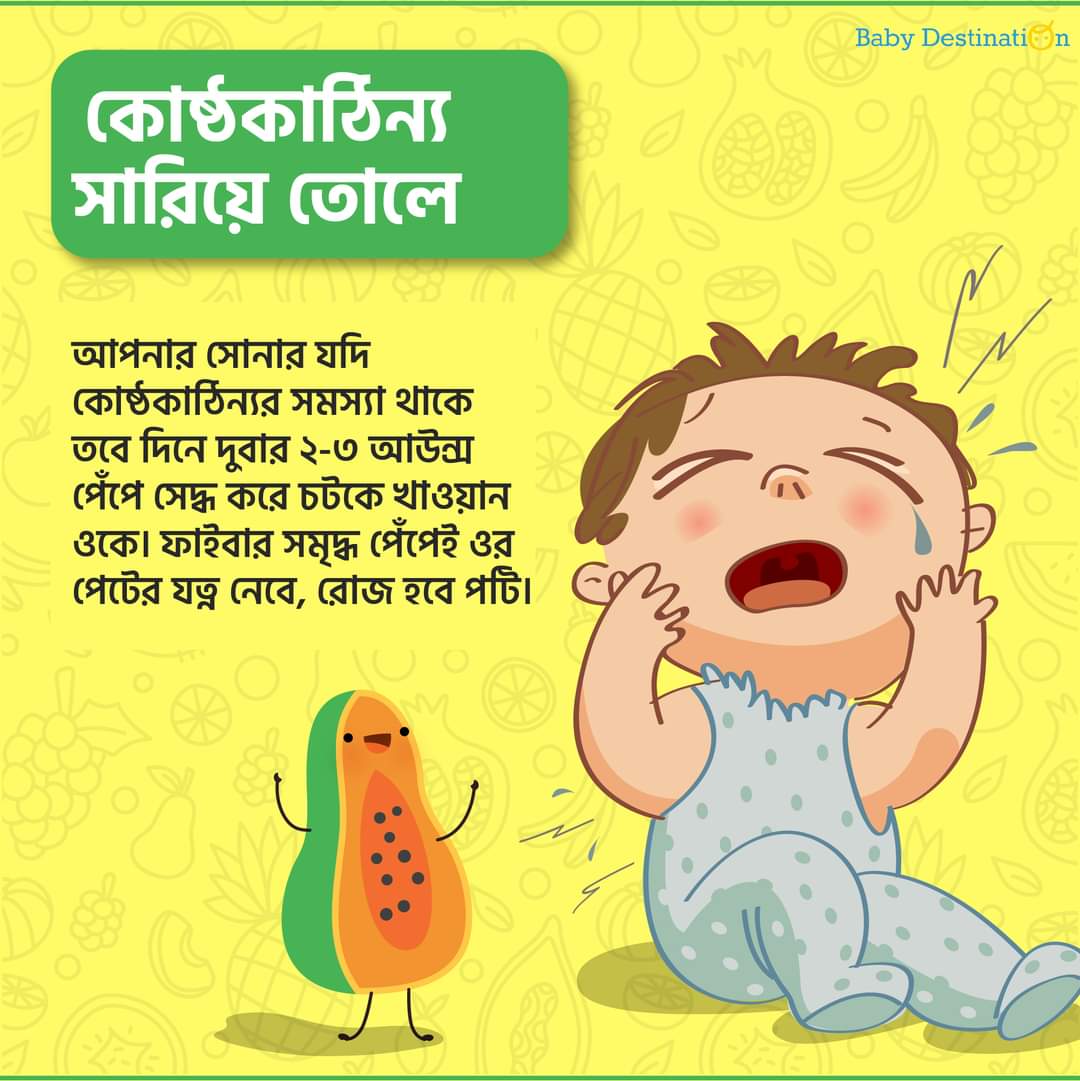 Baby Destination
কোষ্ঠকাঠিন্য
সারিয়ে তোলে
আপনার সোনার যদি
কোষ্ঠকাঠিন্যর সমস্যা থাকে
তবে দিনে দুবার ২-৩ আউন্স
পেঁপে সেদ্ধ করে চটকে খাওয়ান
ওকে। ফাইবার সমৃদ্ধ পেঁপেই ওর
পেটের যত্ন নেবে, রোজ হবে পটি।